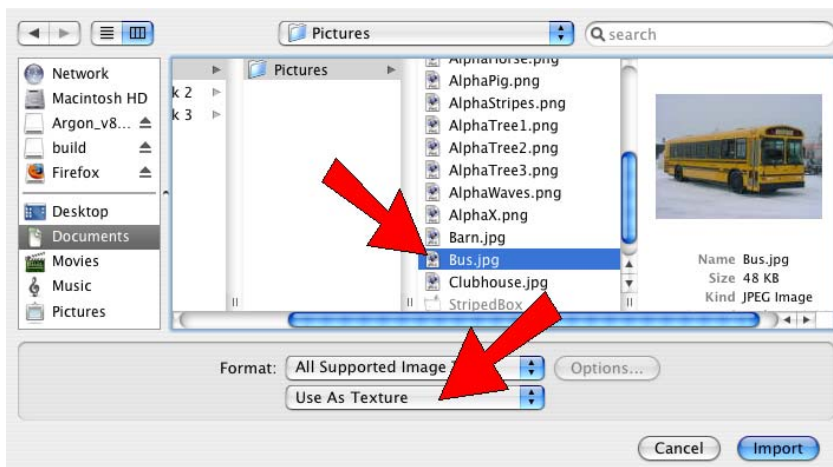 Pictures
search
Network
Macintosh HD
Argon_v8...
build
Firefox
Desktop
Documents
Movies
Music
Pictures
k 2
k 3
Pictures
AlphaHorse.png
AlphaPig.png
AlphaStripes.png
AlphaTree1.png
AlphaTree2.png
AlphaTree3.png
AlphaWaves.png
AlphaX.png
Barn.jpg
Bus.jpg
Clubhouse.jpg
StripedBox
Name Bus.jpg
Size 48 KB
Kind JPEG Image
Format: All Supported Image
Options...
Use As Texture
Cancel
Import